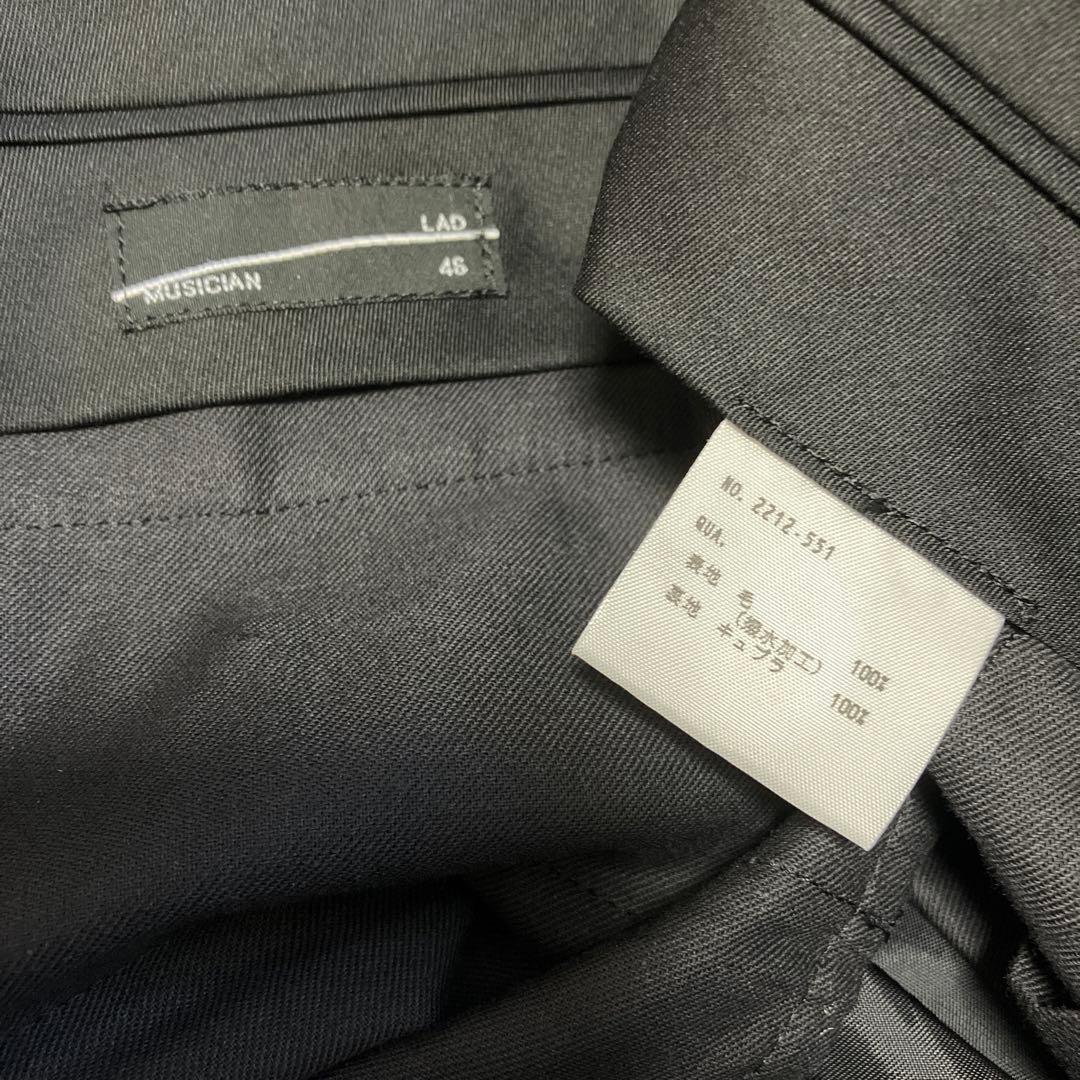 LAD
MUSICIAN 46
NO. 2212-551
QUA.
表地 毛
(撥水加工) 100%
裏地 キュプラ 100%